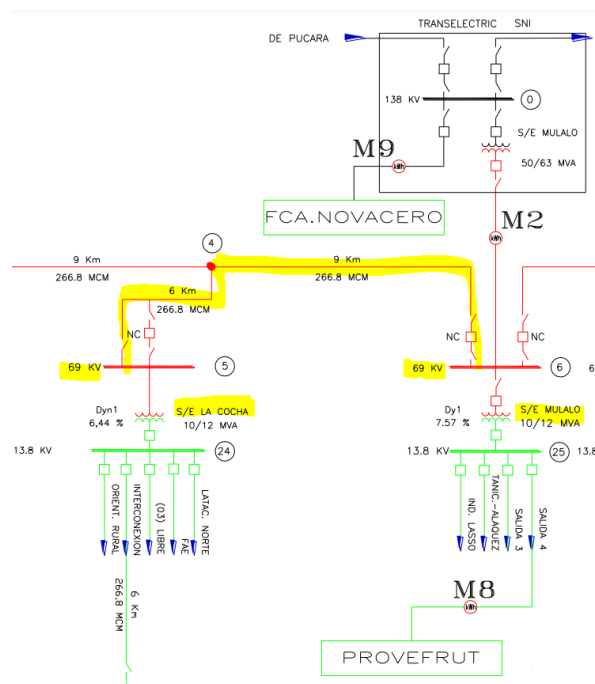 TRANSELECTRIC SNI
DE PUCARA
138 KV
0
S/E MULALO
50/63 MVA
M9
kWh
FCA.NOVACERO
M2
kWh
4
9 Km
266.8 MCM
9 Km
266.8 MCM
6 Km
266.8 MCM
NC
NC
NC
69 KV
5
69 KV
6
6
Dyn1
6,44 %
S/E LA COCHA
10/12 MVA
Dy1
7.57 %
S/E MULALO
10/12 MVA
13.8 KV
24
13.8 KV
25
13.8
ORIENT. RURAL
INTERCONEXION
(03) LIBRE
FAE
LATAC. NORTE
IND. LASSO
TANIC.-ALAQUEZ
SALIDA 3
SALIDA 4
6 Km
266,8 MCM
M8
kWh
PROVEFRUT